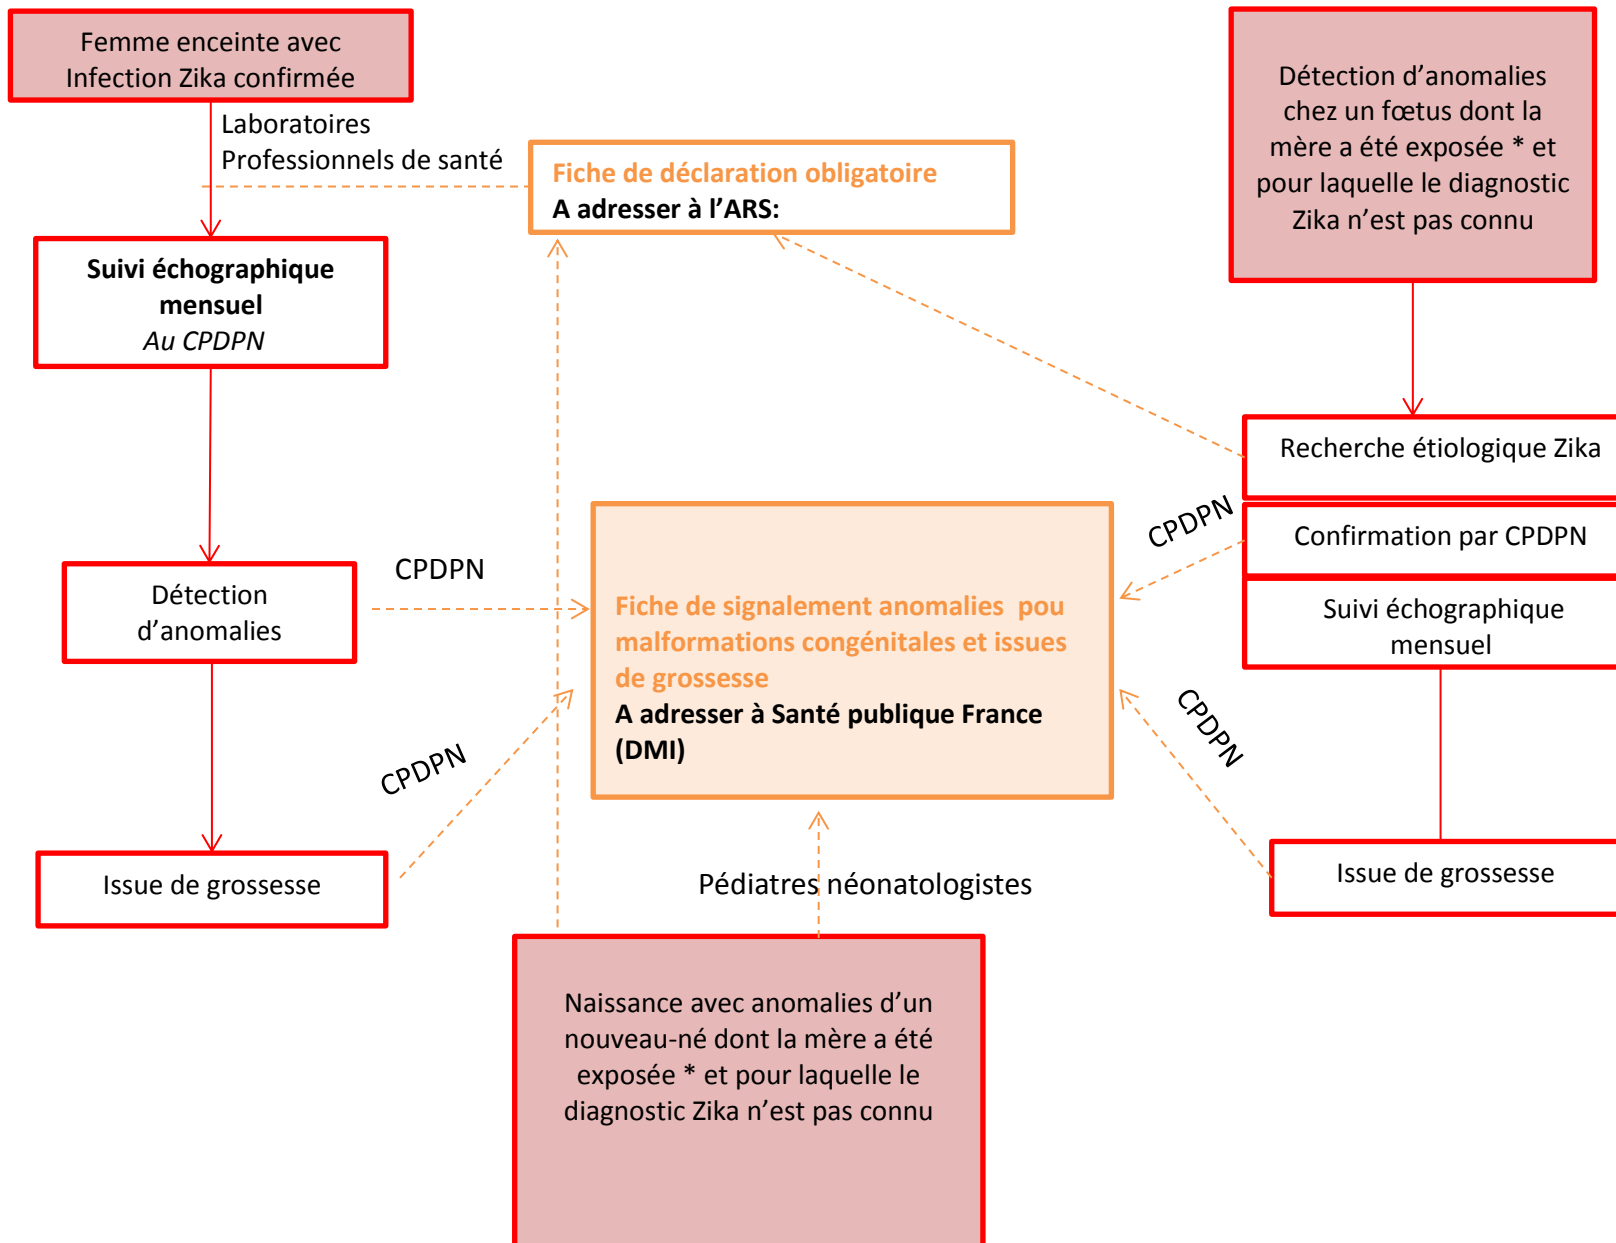 Femme enceinte avec
Infection Zika confirmée
Laboratoires
Professionnels de santé
Fiche de déclaration obligatoire
A adresser à l’ARS:
Détection d’anomalies
chez un fœtus dont la
mère a été exposée * et
pour laquelle le diagnostic
Zika n’est pas connu
Suivi échographique
mensuel
Au CPDPN
Recherche étiologique Zika
CPDPN
Confirmation par CPDPN
CPDPN
Détection
d’anomalies
Fiche de signalement anomalies  pou
malformations congénitales et issues
de grossesse
A adresser à Santé publique France
(DMI)
Suivi échographique
mensuel
CPDPN
CPDPN
Issue de grossesse
Pédiatres néonatologistes
Issue de grossesse
Naissance avec anomalies d’un
nouveau-né dont la mère a été
exposée * et pour laquelle le
diagnostic Zika n’est pas connu